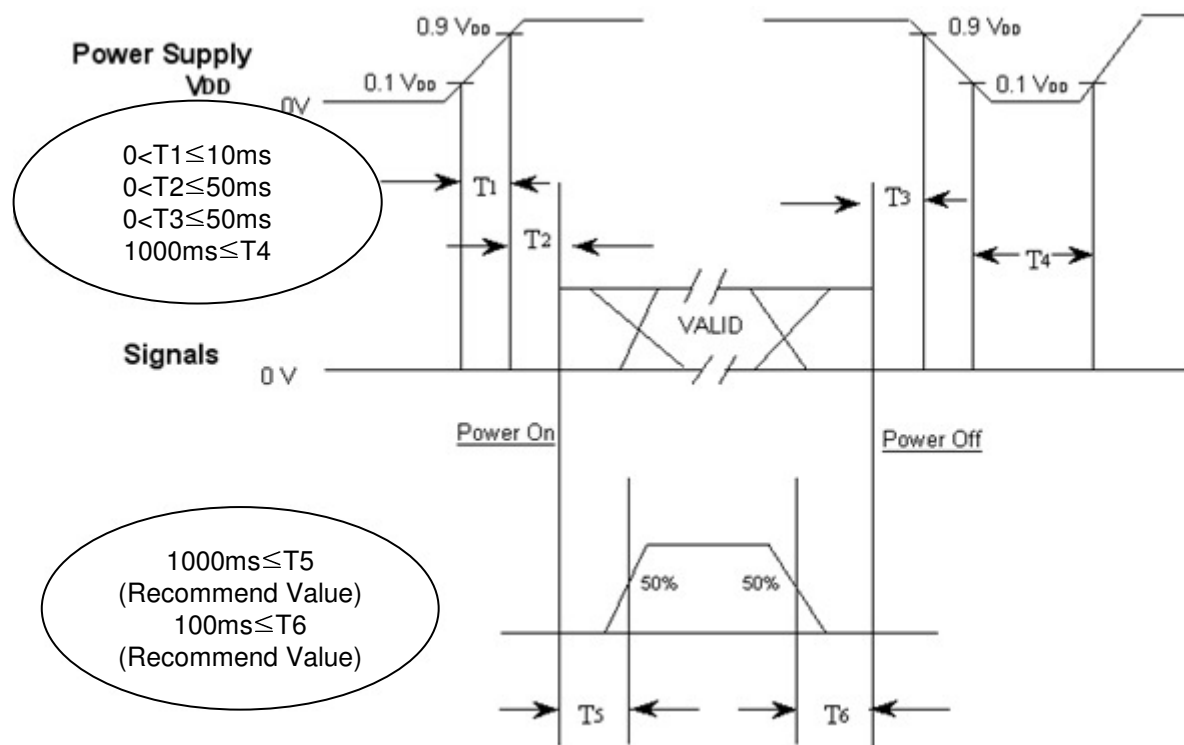 0.9 VDD
0.9 VDD
Power Supply
VDD
0.1 VDD
0.1 VDD
0V
0<T1≦10ms
0<T2≦50ms
0<T3≦50ms
1000ms≦T4
T1
T3
T2
T4
VALID
Signals
0 V
Power On
Power Off
1000ms≦T5
(Recommend Value)
100ms≦T6
(Recommend Value)
50%
50%
T5
T6